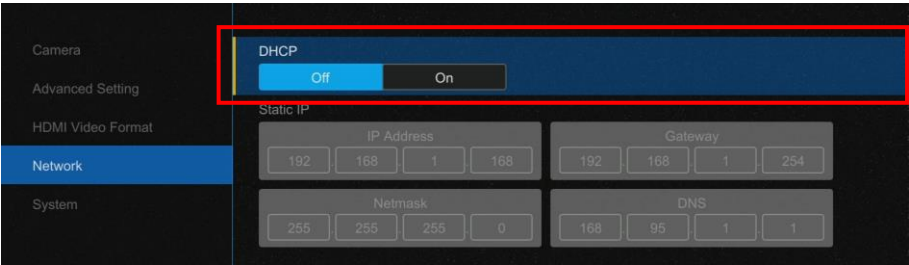 Camera
Advanced Setting
HDMI Video Format
Network
System
DHCP
Off On
Static IP
IP Address
192 . 168 . 1 . 168
Gateway
192 . 168 . 1 . 254
Netmask
255 . 255 . 255 . 0
DNS
168 . 95 . 1 . 1